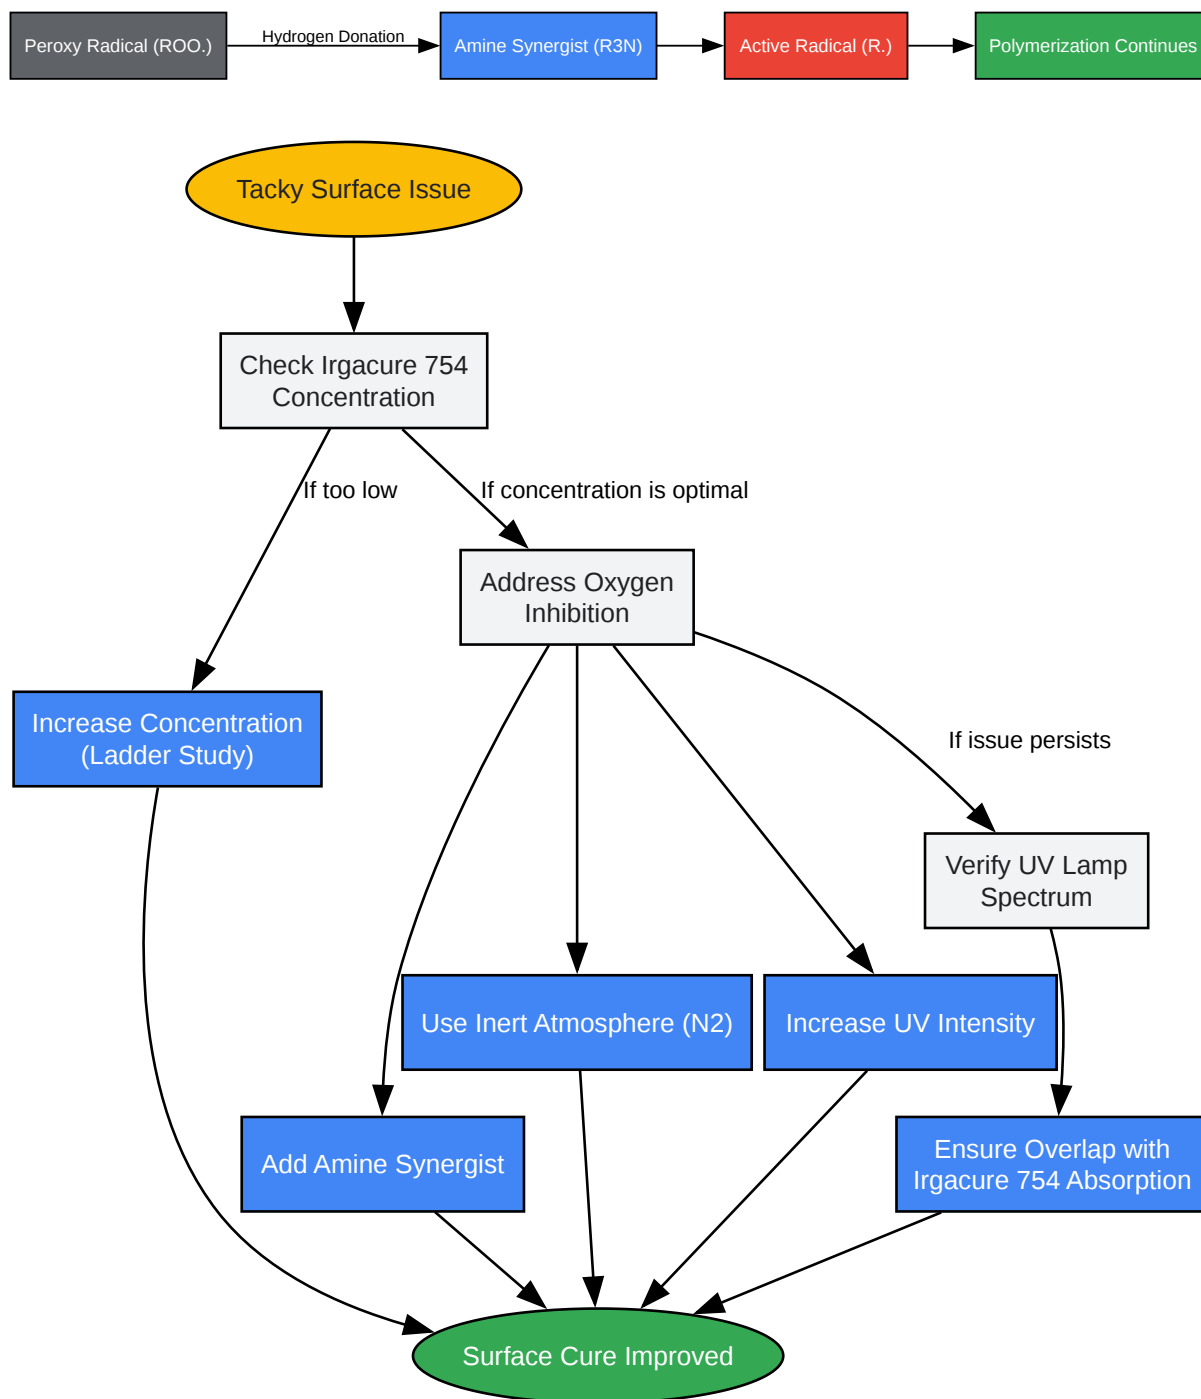 Peroxy Radical (ROO.)
Hydrogen Donation
Amine Synergist (R3N)
Active Radical (R.)
Polymerization Continues
Tacky Surface Issue
Check Irgacure 754
Concentration
If too low
If concentration is optimal
Address Oxygen
Inhibition
Increase Concentration
(Ladder Study)
If issue persists
Verify UV Lamp
Spectrum
Use Inert Atmosphere (N2)
Increase UV Intensity
Add Amine Synergist
Ensure Overlap with
Irgacure 754 Absorption
Surface Cure Improved